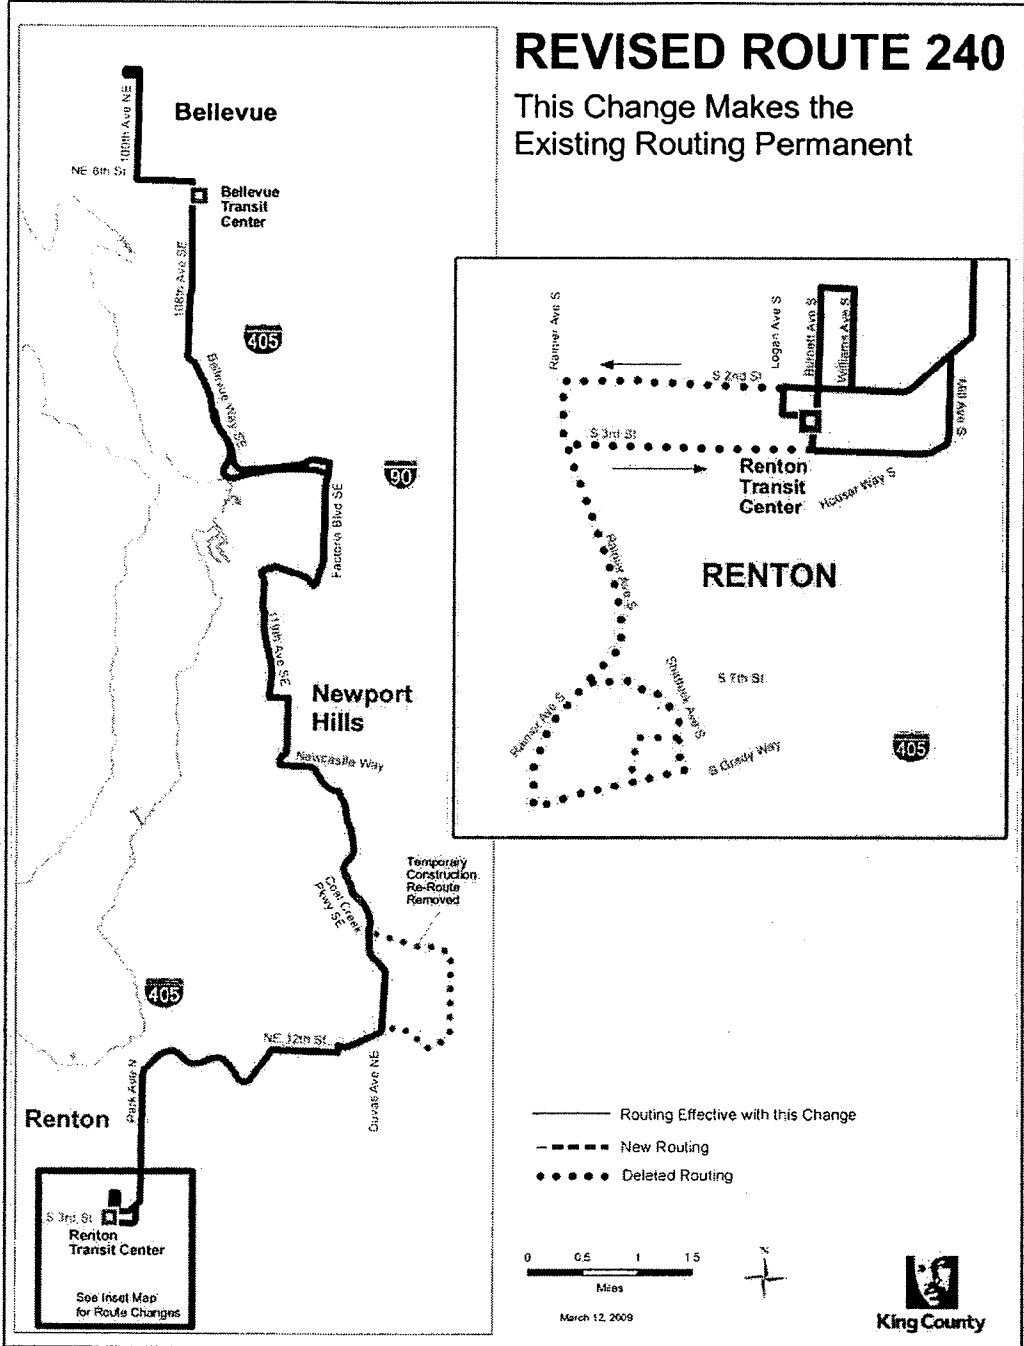 REVISED ROUTE 240
This Change Makes the
Existing Routing Permanent
Bellevue
100th Ave NE
NE 8th St
Bellevue
Transit
Center
108th Ave SE
405
Bellevue Way SE
90
Factoria Blvd SE
119th Ave SE
Newport
Hills
Newcastle Way
Coal Creek
Pkwy SE
Temporary
Construction
Re-Route
Removed
405
NE 12th St
Duvall Ave NE
Park Ave N
Renton
S 3rd St
Renton
Transit Center
See Inset Map
for Route Changes
Rainier Ave S
Logan Ave S
Burnett Ave S
Williams Ave S
S 2nd St
Mill Ave S
S 3rd St
Renton
Transit
Center
Houser Way S
RENTON
Rainier Ave S
Shattuck Ave S
S 7th St
Rainier Ave S
S Grady Way
405
Routing Effective with this Change
New Routing
Deleted Routing
0 0.5 1 1.5
Miles
N
March 12, 2009
King County